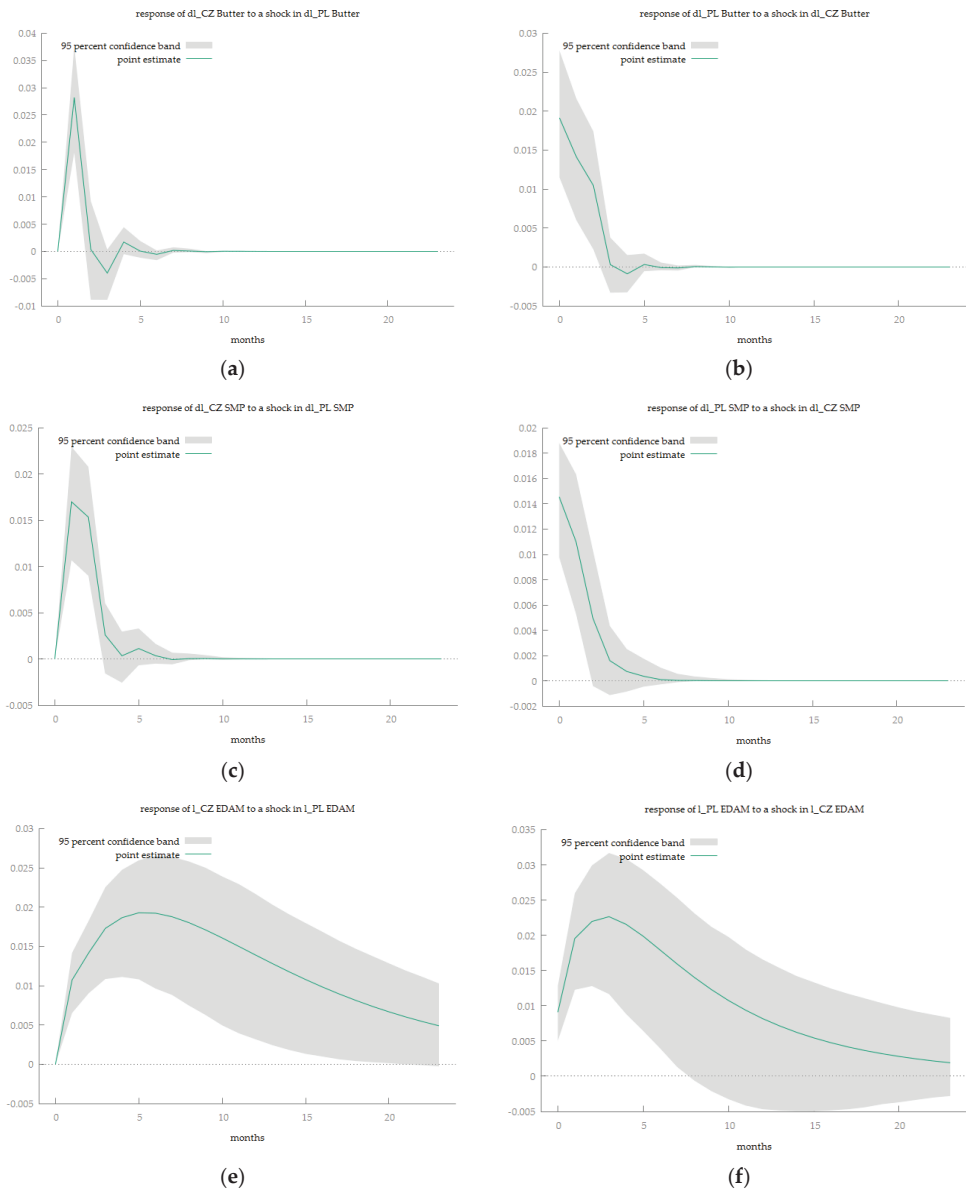 response of dl_CZ Butter to a shock in dl_PL Butter
0.04
0.035
0.03
0.025
0.02
0.015
0.01
0.005
0
-0.005
-0.01
95 percent confidence band
point estimate
0 5 10 15 20
months
(a)
response of dl_PL Butter to a shock in dl_CZ Butter
0.03
0.025
0.02
0.015
0.01
0.005
0
-0.005
95 percent confidence band
point estimate
0 5 10 15 20
months
(b)
response of dl_CZ SMP to a shock in dl_PL SMP
0.025
0.02
0.015
0.01
0.005
0
-0.005
95 percent confidence band
point estimate
0 5 10 15 20
months
(c)
response of dl_PL SMP to a shock in dl_CZ SMP
0.02
0.018
0.016
0.014
0.012
0.01
0.008
0.006
0.004
0.002
0
-0.002
95 percent confidence band
point estimate
0 5 10 15 20
months
(d)
response of l_CZ EDAM to a shock in l_PL EDAM
0.03
0.025
0.02
0.015
0.01
0.005
0
-0.005
95 percent confidence band
point estimate
0 5 10 15 20
months
(e)
response of l_PL EDAM to a shock in l_CZ EDAM
0.035
0.03
0.025
0.02
0.015
0.01
0.005
0
-0.005
95 percent confidence band
point estimate
0 5 10 15 20
months
(f)